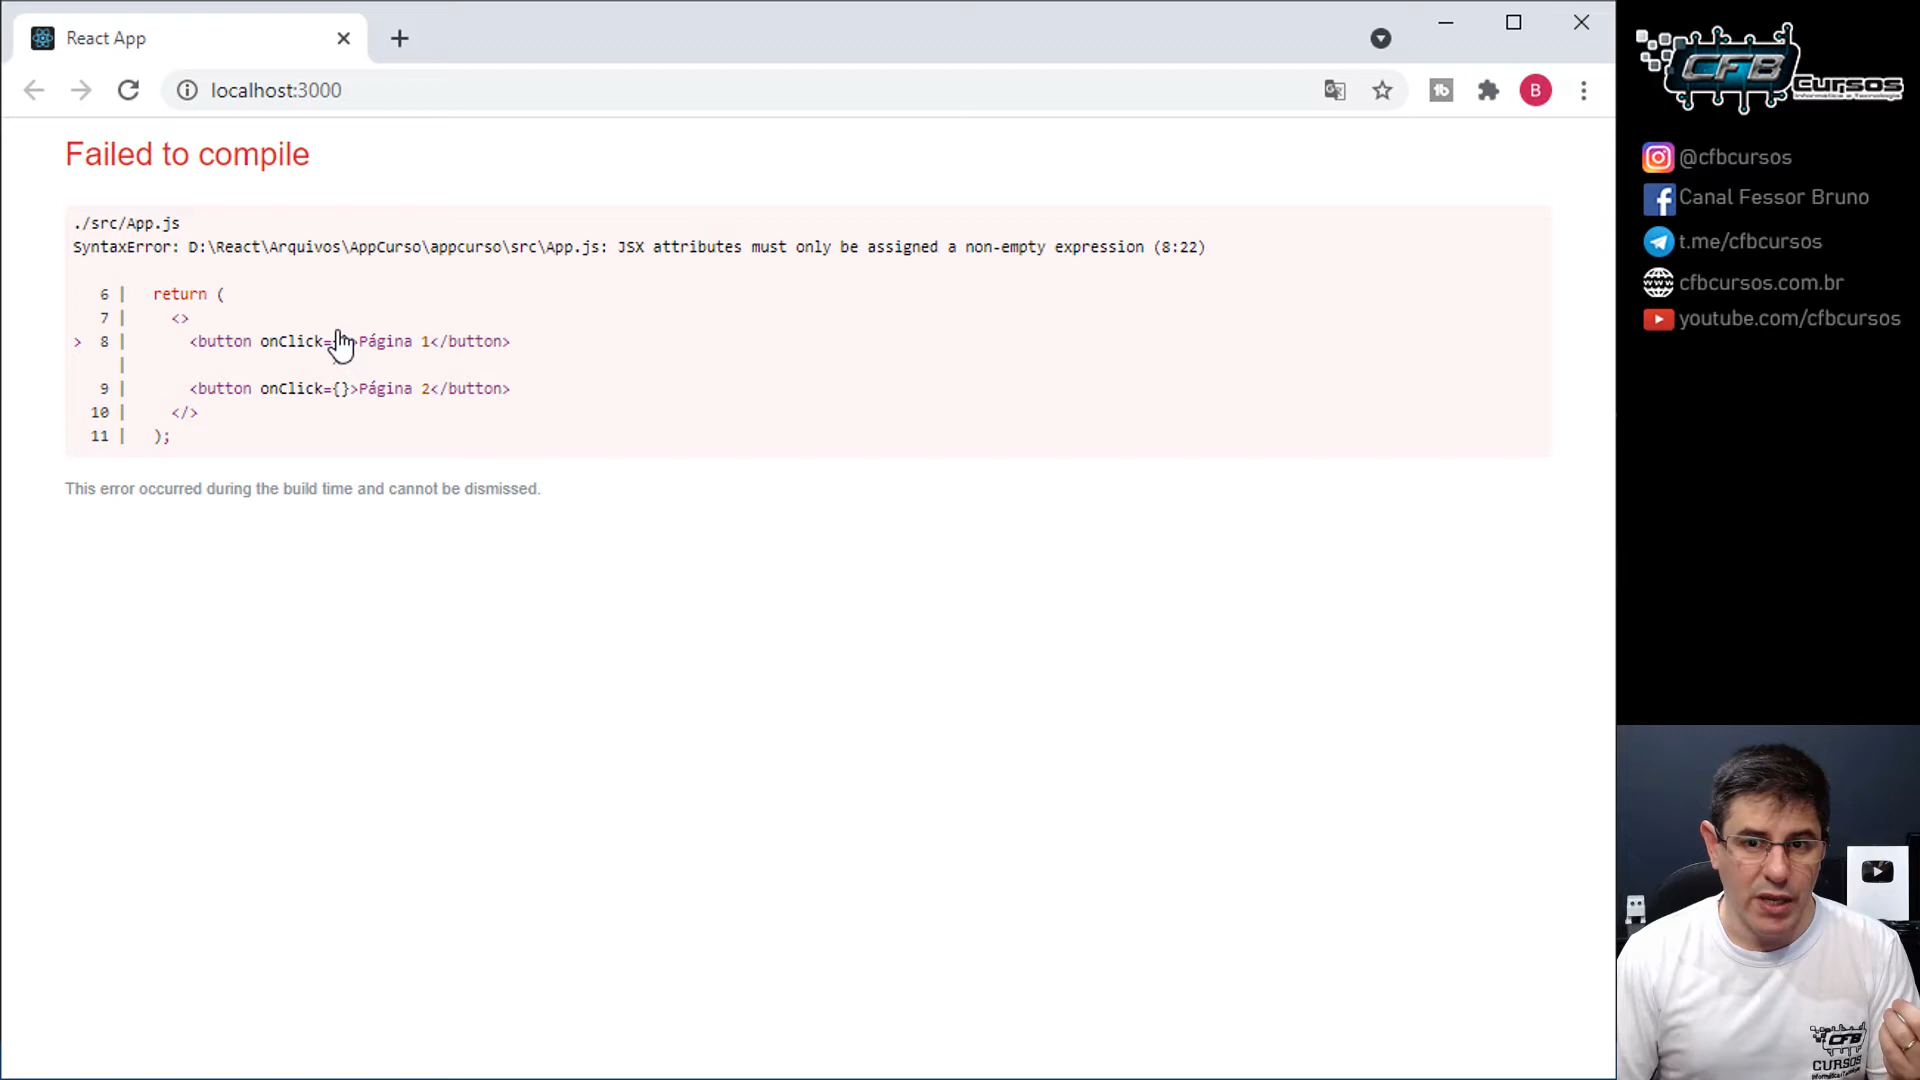 React App
localhost:3000
B
Failed to compile
./src/App.js
SyntaxError: D:\React\Arquivos\AppCurso\appcurso\src\App.js: JSX attributes must only be assigned a non-empty expression (8:22)
6 | return (
7 | <>
> 8 | <button onClick= >Página 1</button>
|
9 | <button onClick={}>Página 2</button>
10 | </>
11 | );
This error occurred during the build time and cannot be dismissed.
CFB Cursos
@cfbcursos
Canal Fessor Bruno
t.me/cfbcursos
cfbcursos.com.br
youtube.com/cfbcursos
CFB
CURSOS